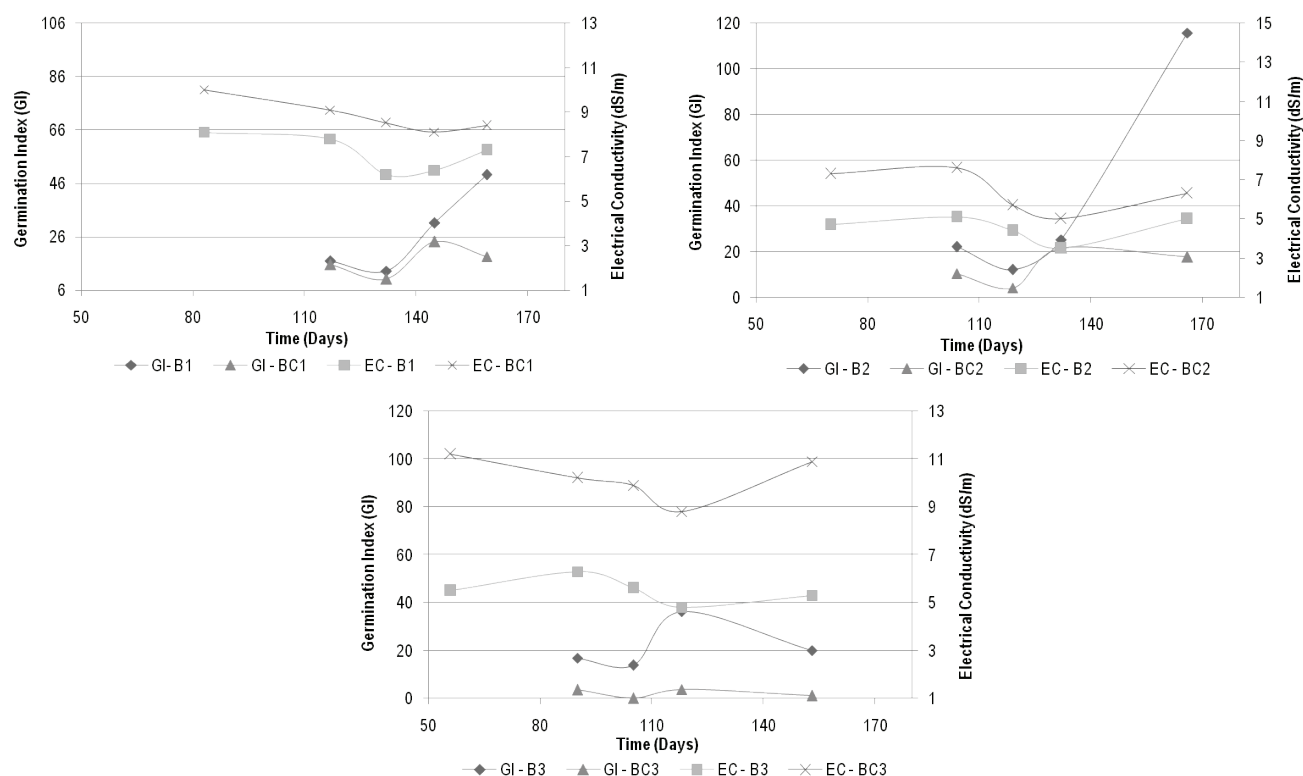 106
86
66
46
26
6
13
11
9
7
5
3
1
50
80
110
140
170
Germination Index (GI)
Electrical Conductivity (dS/m)
Time (Days)
GI- B1
GI - BC1
EC - B1
EC - BC1
120
100
80
60
40
20
0
15
13
11
9
7
5
3
1
50
80
110
140
170
Germination Index (GI)
Electrical Conductivity (dS/m)
Time (Days)
GI - B2
GI - BC2
EC - B2
EC - BC2
120
100
80
60
40
20
0
13
11
9
7
5
3
1
50
80
110
140
170
Germination Index (GI)
Electrical Conductivity (dS/m)
Time (Days)
GI - B3
GI - BC3
EC - B3
EC - BC3